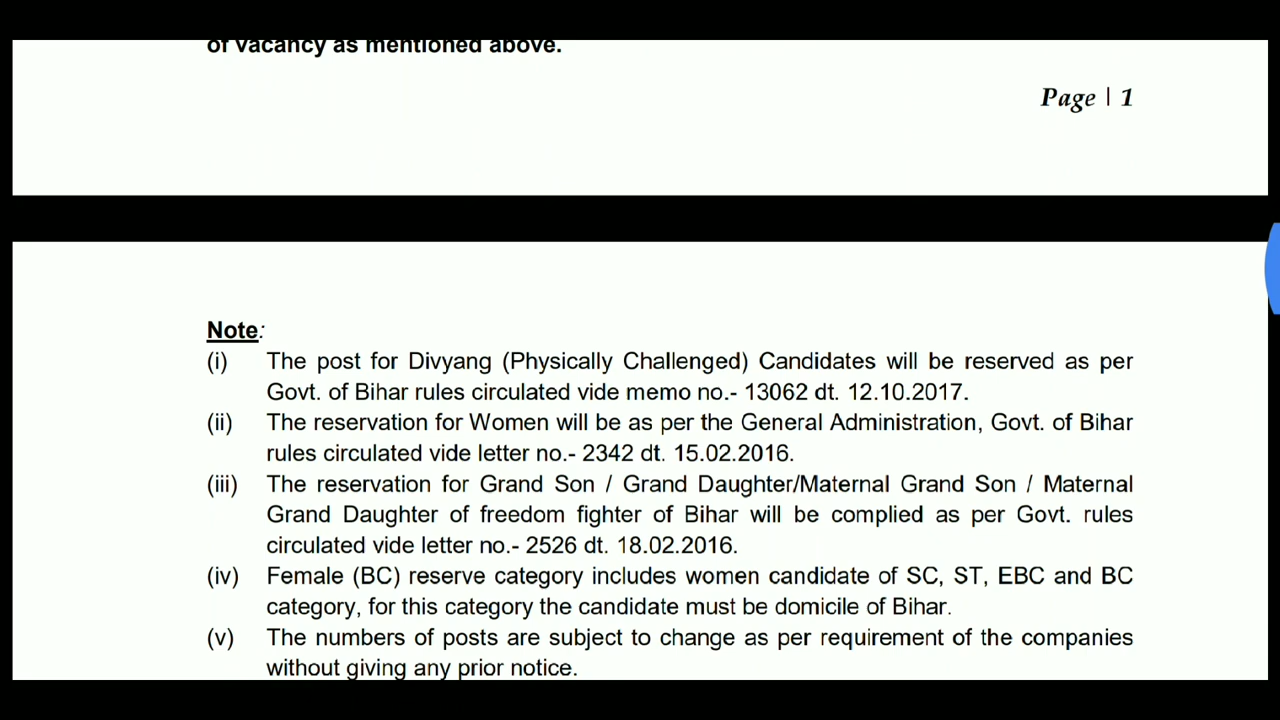 of vacancy as mentioned above.
Page | 1
Note:
(i) The post for Divyang (Physically Challenged) Candidates will be reserved as per
Govt. of Bihar rules circulated vide memo no.- 13062 dt. 12.10.2017.
(ii) The reservation for Women will be as per the General Administration, Govt. of Bihar
rules circulated vide letter no.- 2342 dt. 15.02.2016.
(iii) The reservation for Grand Son / Grand Daughter/Maternal Grand Son / Maternal
Grand Daughter of freedom fighter of Bihar will be complied as per Govt. rules
circulated vide letter no.- 2526 dt. 18.02.2016.
(iv) Female (BC) reserve category includes women candidate of SC, ST, EBC and BC
category, for this category the candidate must be domicile of Bihar.
(v) The numbers of posts are subject to change as per requirement of the companies
without giving any prior notice.